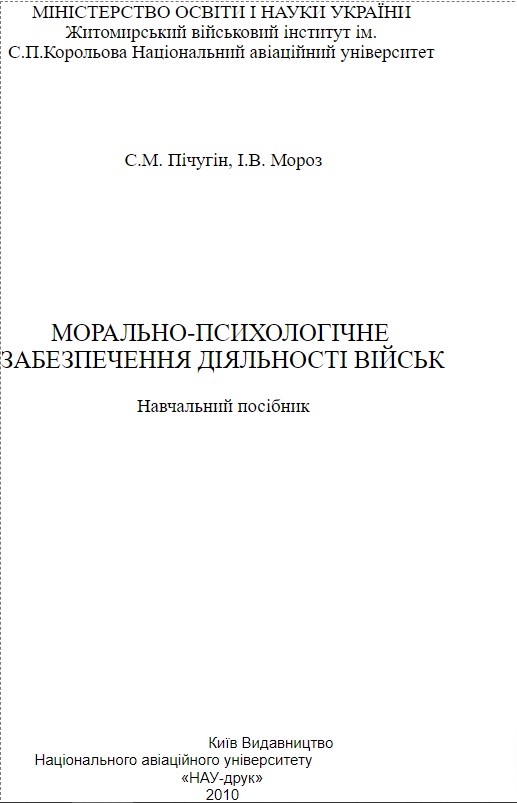 МІНІСТЕРСТВО ОСВІТИ І НАУКИ УКРАЇНИ
Житомирський військовий інститут ім.
С.П.Корольова Національний авіаційний університет
С.М. Пічугін, І.В. Мороз
МОРАЛЬНО-ПСИХОЛОГІЧНЕ
ЗАБЕЗПЕЧЕННЯ ДІЯЛЬНОСТІ ВІЙСЬК
Навчальний посібник
Київ Видавництво
Національного авіаційного університету
«НАУ-друк»
2010